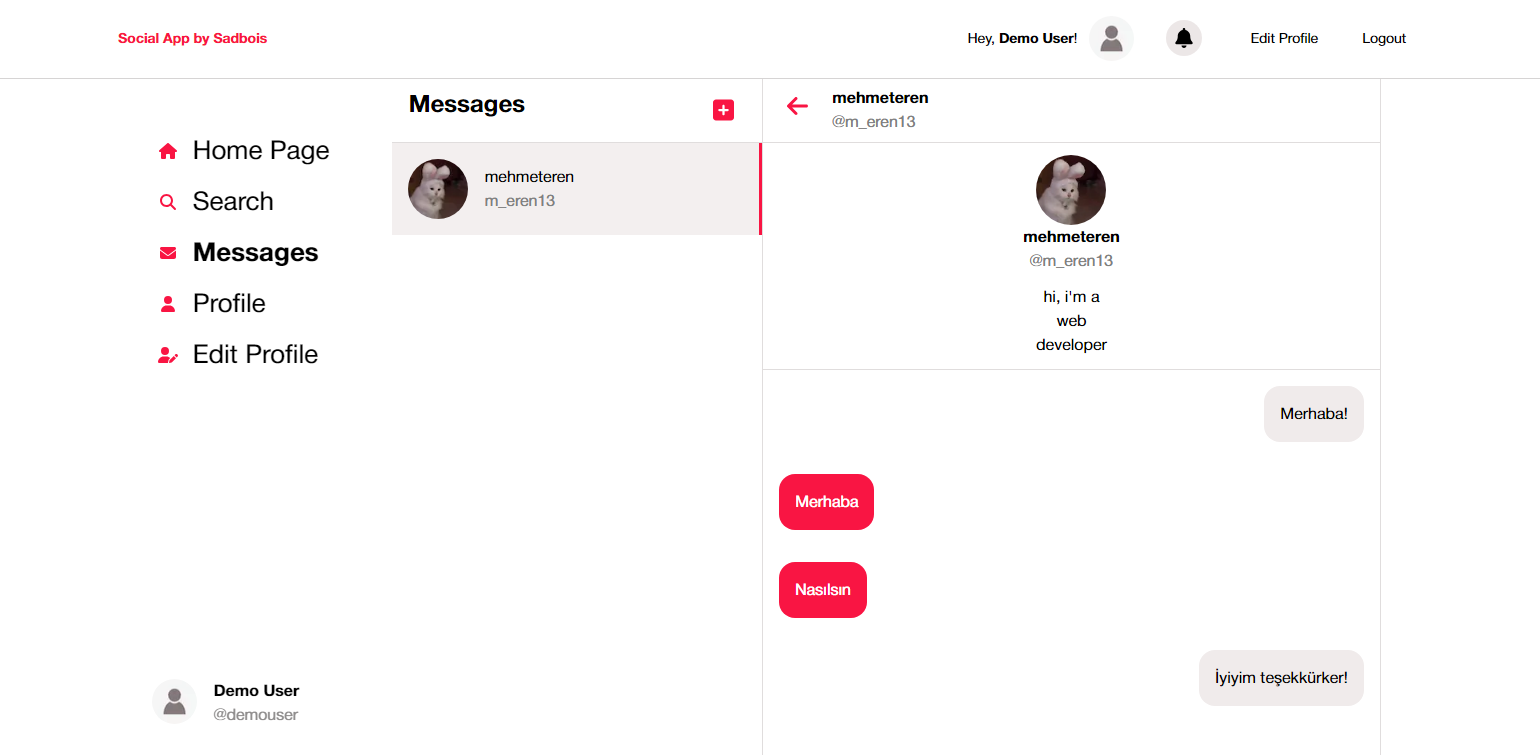 Social App by Sadbois
Hey, Demo User!
Edit Profile
Logout
Home Page
Search
Messages
Profile
Edit Profile
Demo User
@demouser
Messages
mehmeteren
m_eren13
mehmeteren
@m_eren13
mehmeteren
@m_eren13
hi, i'm a
web
developer
Merhaba!
Merhaba
Nasılsın
İyiyim teşekkürker!